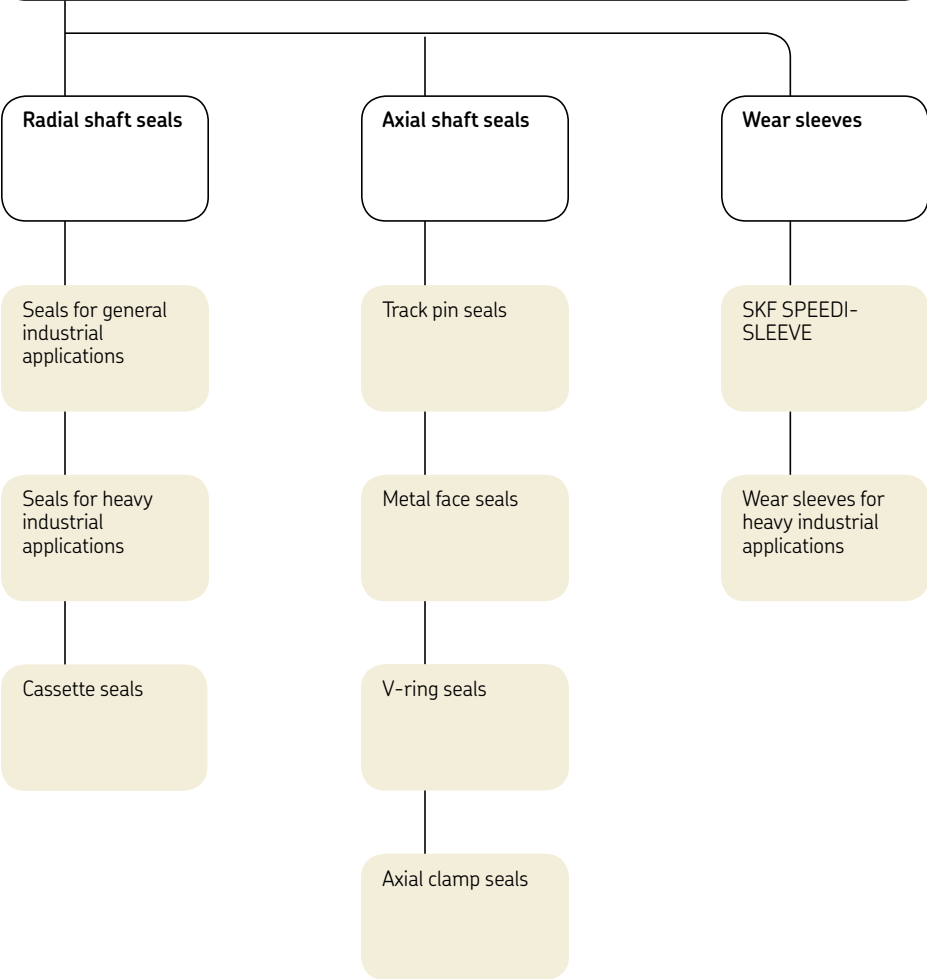 Radial shaft seals
Axial shaft seals
Wear sleeves
Seals for general
industrial
applications
Track pin seals
SKF SPEEDI-
SLEEVE
Seals for heavy
industrial
applications
Metal face seals
Wear sleeves for
heavy industrial
applications
Cassette seals
V-ring seals
Axial clamp seals